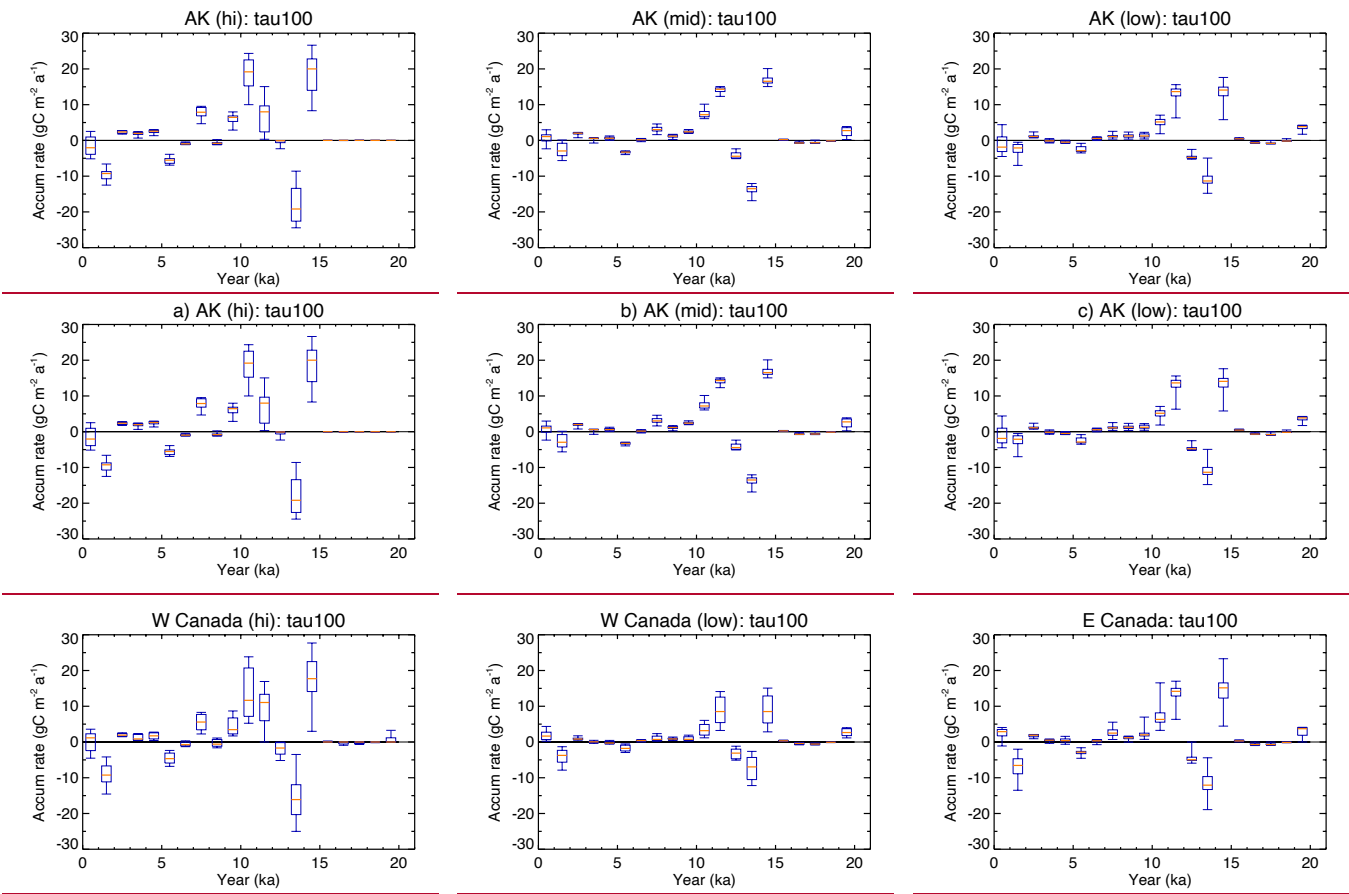 AK (hi): tau100
30
20
10
0
-10
-20
-30
Accum rate (gC m⁻² a⁻¹)
0 5 10 15 20
Year (ka)
AK (mid): tau100
30
20
10
0
-10
-20
-30
Accum rate (gC m⁻² a⁻¹)
0 5 10 15 20
Year (ka)
AK (low): tau100
30
20
10
0
-10
-20
-30
Accum rate (gC m⁻² a⁻¹)
0 5 10 15 20
Year (ka)
a) AK (hi): tau100
30
20
10
0
-10
-20
-30
Accum rate (gC m⁻² a⁻¹)
0 5 10 15 20
Year (ka)
b) AK (mid): tau100
30
20
10
0
-10
-20
-30
Accum rate (gC m⁻² a⁻¹)
0 5 10 15 20
Year (ka)
c) AK (low): tau100
30
20
10
0
-10
-20
-30
Accum rate (gC m⁻² a⁻¹)
0 5 10 15 20
Year (ka)
W Canada (hi): tau100
30
20
10
0
-10
-20
-30
Accum rate (gC m⁻² a⁻¹)
0 5 10 15 20
Year (ka)
W Canada (low): tau100
30
20
10
0
-10
-20
-30
Accum rate (gC m⁻² a⁻¹)
0 5 10 15 20
Year (ka)
E Canada: tau100
30
20
10
0
-10
-20
-30
Accum rate (gC m⁻² a⁻¹)
0 5 10 15 20
Year (ka)